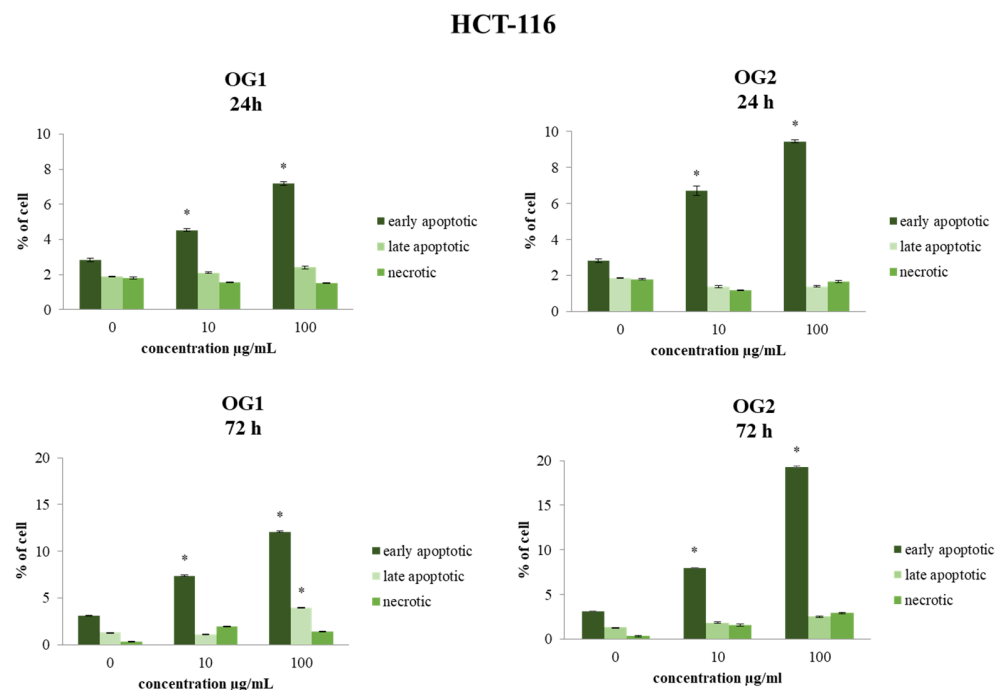 HCT-116
OG1
24h
10
8
6
4
2
0
% of cell
*
*
0
10
100
concentration µg/mL
early apoptotic
late apoptotic
necrotic
OG2
24 h
10
8
6
4
2
0
% of cell
*
*
0
10
100
concentration µg/mL
early apoptotic
late apoptotic
necrotic
OG1
72 h
20
15
10
5
0
% of cell
*
*
*
0
10
100
concentration µg/mL
early apoptotic
late apoptotic
necrotic
OG2
72 h
20
15
10
5
0
% of cell
*
*
0
10
100
concentration µg/ml
early apoptotic
late apoptotic
necrotic